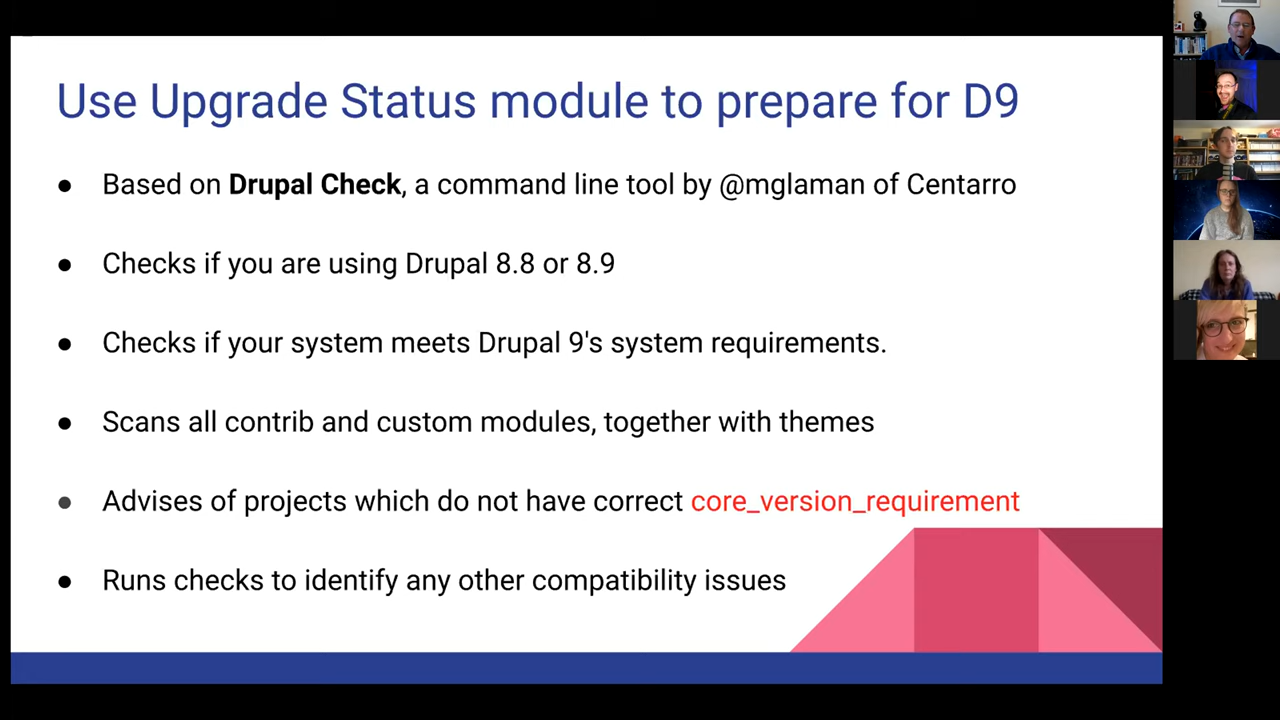 Use Upgrade Status module to prepare for D9
● Based on Drupal Check, a command line tool by @mglaman of Centarro
● Checks if you are using Drupal 8.8 or 8.9
● Checks if your system meets Drupal 9's system requirements.
● Scans all contrib and custom modules, together with themes
● Advises of projects which do not have correct core_version_requirement
● Runs checks to identify any other compatibility issues